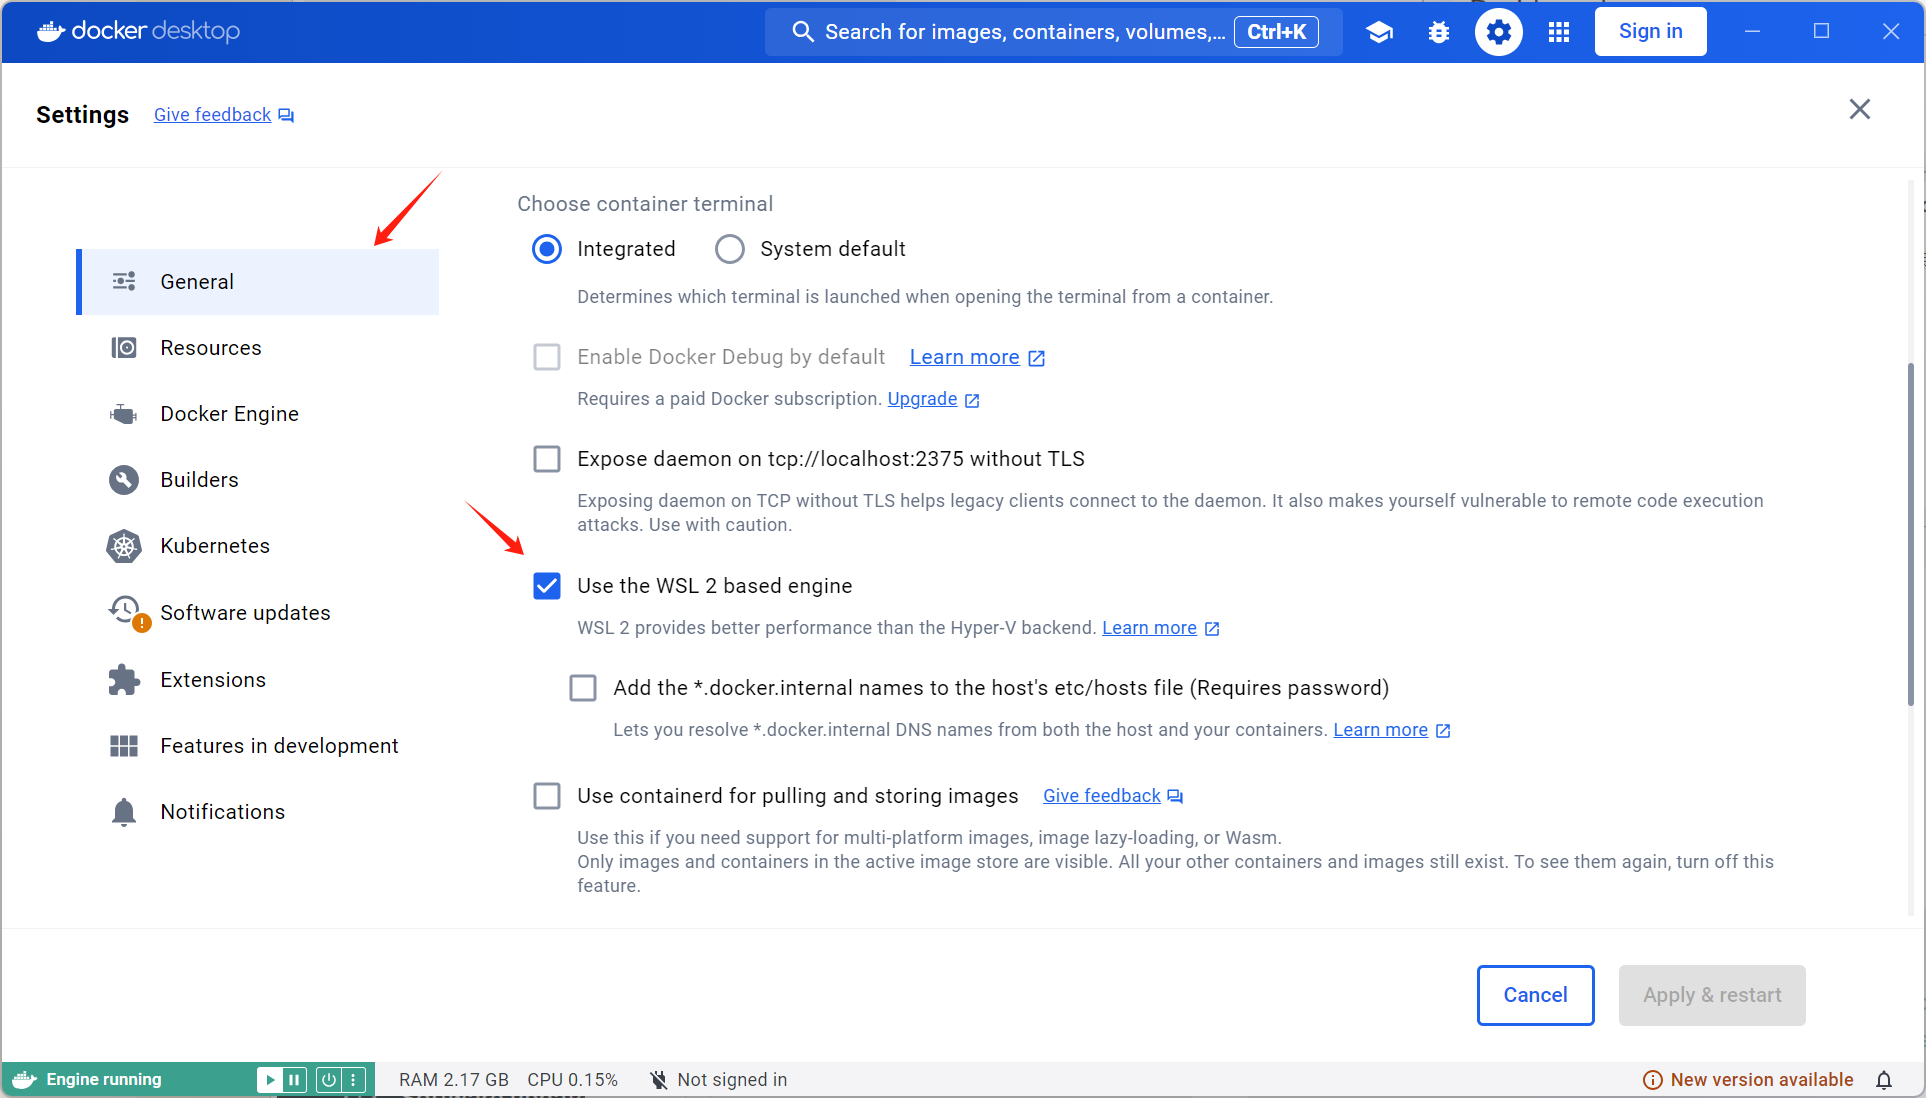 docker desktop
Search for images, containers, volumes,... Ctrl+K
Sign in
Settings Give feedback
General
Resources
Docker Engine
Builders
Kubernetes
Software updates
Extensions
Features in development
Notifications
Choose container terminal
Integrated System default
Determines which terminal is launched when opening the terminal from a container.
Enable Docker Debug by default Learn more
Requires a paid Docker subscription. Upgrade
Expose daemon on tcp://localhost:2375 without TLS
Exposing daemon on TCP without TLS helps legacy clients connect to the daemon. It also makes yourself vulnerable to remote code execution
attacks. Use with caution.
Use the WSL 2 based engine
WSL 2 provides better performance than the Hyper-V backend. Learn more
Add the *.docker.internal names to the host's etc/hosts file (Requires password)
Lets you resolve *.docker.internal DNS names from both the host and your containers. Learn more
Use containerd for pulling and storing images Give feedback
Use this if you need support for multi-platform images, image lazy-loading, or Wasm.
Only images and containers in the active image store are visible. All your other containers and images still exist. To see them again, turn off this
feature.
Cancel Apply & restart
Engine running RAM 2.17 GB CPU 0.15% Not signed in New version available